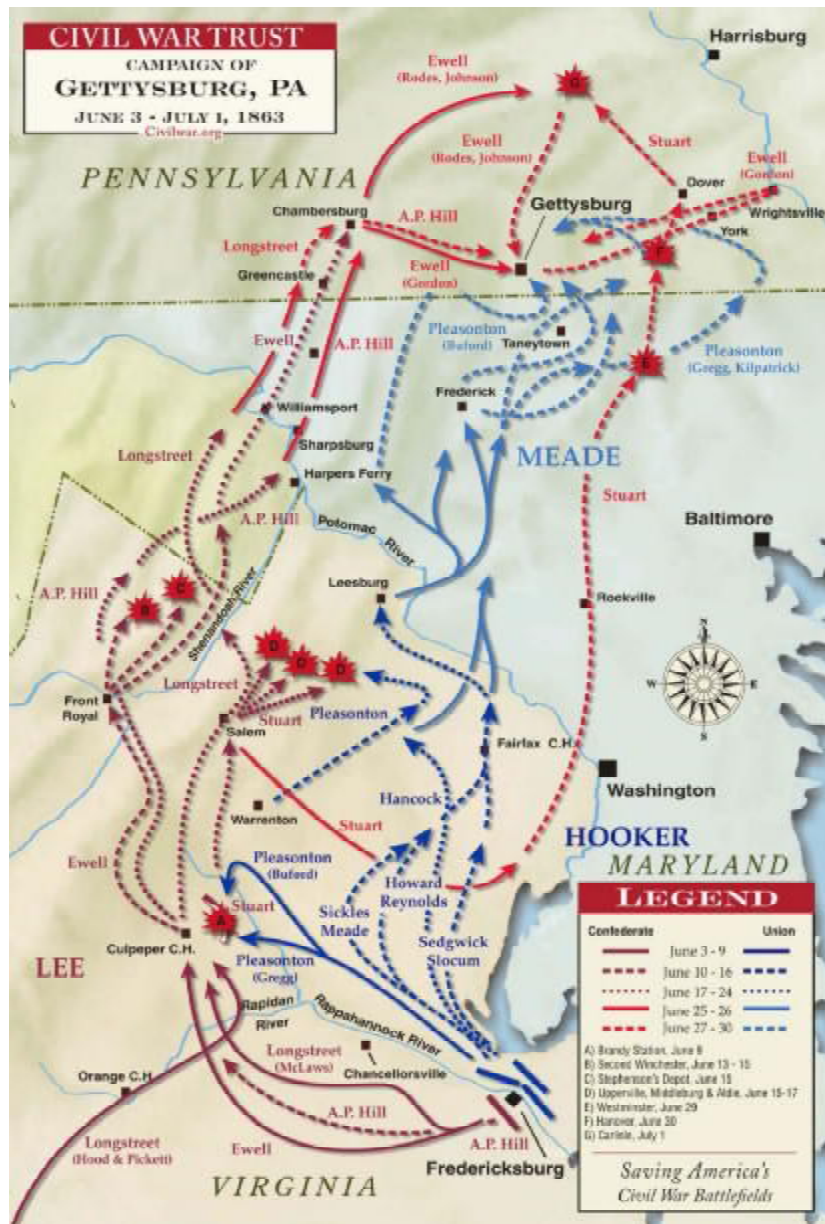 CIVIL WAR TRUST
CAMPAIGN OF
GETTYSBURG, PA
JUNE 3 - JULY 1, 1863
Civilwar.org
Harrisburg
Ewell
(Rodes, Johnson)
G
PENNSYLVANIA
Ewell
(Rodes, Johnson)
Stuart
Ewell
(Gordon)
Dover
Wrightsville
Chambersburg
A.P. Hill
Gettysburg
York
Longstreet
Greencastle
Ewell
(Gordon)
F
Ewell
A.P. Hill
Pleasonton
(Buford)
Taneytown
Pleasonton
(Gregg, Kilpatrick)
E
Frederick
Williamsport
Sharpsburg
Longstreet
MEADE
Harpers Ferry
Stuart
A.P. Hill
Potomac
River
Baltimore
A.P. Hill
B
C
Shenandoah River
Leesburg
Rockville
D
D
D
N
W
E
S
Front
Royal
Longstreet
Stuart
Salem
Pleasonton
Fairfax C.H.
Washington
Warrenton
Hancock
Stuart
HOOKER
MARYLAND
Ewell
Pleasonton
(Buford)
Howard
Reynolds
Stuart
A
Sickles
Meade
Sedgwick
Slocum
Culpeper C.H.
LEE
Pleasonton
(Gregg)
Rapidan
River
Rappahannock River
Longstreet
(McLaws)
Chancellorsville
Orange C.H.
A.P. Hill
Longstreet
(Hood & Pickett)
Ewell
A.P. Hill
Fredericksburg
VIRGINIA
LEGEND
Confederate
Union
June 3 - 9
June 10 - 16
June 17 - 24
June 25 - 26
June 27 - 30
A) Brandy Station, June 9
B) Second Winchester, June 13 - 15
C) Stephenson's Depot, June 15
D) Upperville, Middleburg & Aldie, June 15-17
E) Westminster, June 29
F) Hanover, June 30
G) Carlisle, July 1
Saving America's
Civil War Battlefields